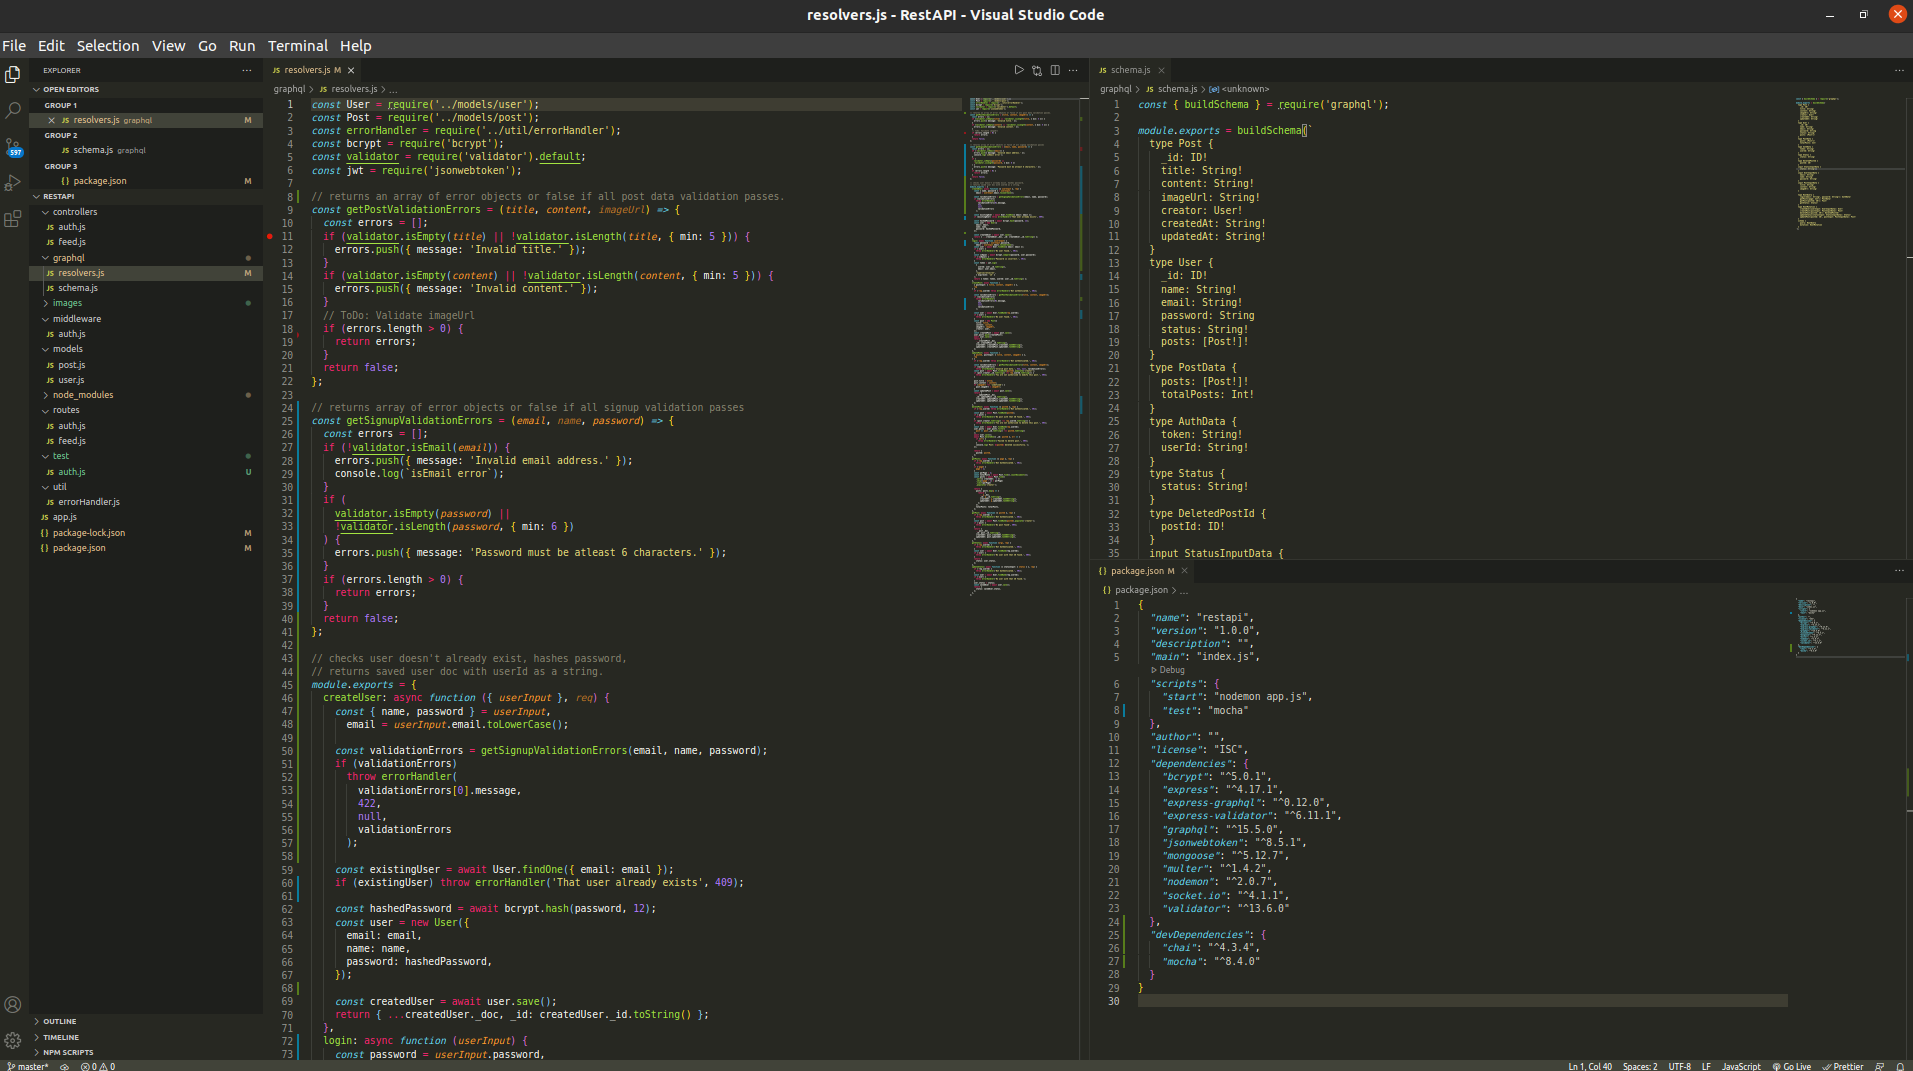 resolvers.js - RestAPI - Visual Studio Code
File Edit Selection View Go Run Terminal Help
EXPLORER
OPEN EDITORS
GROUP 1
resolvers.js graphql M
GROUP 2
schema.js graphql
GROUP 3
{} package.json M
RESTAPI
controllers
JS auth.js
JS feed.js
graphql
JS resolvers.js M
JS schema.js
images
middleware
JS auth.js
models
JS post.js
JS user.js
node_modules
routes
JS auth.js
JS feed.js
test
JS auth.js U
util
JS errorHandler.js
JS app.js
{} package-lock.json M
{} package.json M
OUTLINE
TIMELINE
NPM SCRIPTS
597
JS resolvers.js M
graphql > JS resolvers.js > ...
1 const User = require('../models/user');
2 const Post = require('../models/post');
3 const errorHandler = require('../util/errorHandler');
4 const bcrypt = require('bcrypt');
5 const validator = require('validator').default;
6 const jwt = require('jsonwebtoken');
7
8 // returns an array of error objects or false if all post data validation passes.
9 const getPostValidationErrors = (title, content, imageUrl) => {
10 const errors = [];
11 if (validator.isEmpty(title) || !validator.isLength(title, { min: 5 })) {
12 errors.push({ message: 'Invalid title.' });
13 }
14 if (validator.isEmpty(content) || !validator.isLength(content, { min: 5 })) {
15 errors.push({ message: 'Invalid content.' });
16 }
17 // ToDo: Validate imageUrl
18 if (errors.length > 0) {
19 return errors;
20 }
21 return false;
22 };
23
24 // returns array of error objects or false if all signup validation passes
25 const getSignupValidationErrors = (email, name, password) => {
26 const errors = [];
27 if (!validator.isEmail(email)) {
28 errors.push({ message: 'Invalid email address.' });
29 console.log(`isEmail error`);
30 }
31 if (
32 validator.isEmpty(password) ||
33 !validator.isLength(password, { min: 6 })
34 ) {
35 errors.push({ message: 'Password must be atleast 6 characters.' });
36 }
37 if (errors.length > 0) {
38 return errors;
39 }
40 return false;
41 };
42
43 // checks user doesn't already exist, hashes password,
44 // returns saved user doc with userId as a string.
45 module.exports = {
46 createUser: async function ({ userInput }, req) {
47 const { name, password } = userInput,
48 email = userInput.email.toLowerCase();
49
50 const validationErrors = getSignupValidationErrors(email, name, password);
51 if (validationErrors)
52 throw errorHandler(
53 validationErrors[0].message,
54 422,
55 null,
56 validationErrors
57 );
58
59 const existingUser = await User.findOne({ email: email });
60 if (existingUser) throw errorHandler('That user already exists', 409);
61
62 const hashedPassword = await bcrypt.hash(password, 12);
63 const user = new User({
64 email: email,
65 name: name,
66 password: hashedPassword,
67 });
68
69 const createdUser = await user.save();
70 return { ...createdUser._doc, _id: createdUser._id.toString() };
71 },
72 login: async function (userInput) {
73 const password = userInput.password,
JS schema.js
graphql > JS schema.js > <unknown>
1 const { buildSchema } = require('graphql');
2
3 module.exports = buildSchema(`
4 type Post {
5 _id: ID!
6 title: String!
7 content: String!
8 imageUrl: String!
9 creator: User!
10 createdAt: String!
11 updatedAt: String!
12 }
13 type User {
14 _id: ID!
15 name: String!
16 email: String!
17 password: String
18 status: String!
19 posts: [Post!]!
20 }
21 type PostData {
22 posts: [Post!]!
23 totalPosts: Int!
24 }
25 type AuthData {
26 token: String!
27 userId: String!
28 }
29 type Status {
30 status: String!
31 }
32 type DeletedPostId {
33 postId: ID!
34 }
35 input StatusInputData {
{} package.json M
{} package.json > ...
1 {
2 "name": "restapi",
3 "version": "1.0.0",
4 "description": "",
5 "main": "index.js",
Debug
6 "scripts": {
7 "start": "nodemon app.js",
8 "test": "mocha"
9 },
10 "author": "",
11 "license": "ISC",
12 "dependencies": {
13 "bcrypt": "^5.0.1",
14 "express": "^4.17.1",
15 "express-graphql": "^0.12.0",
16 "express-validator": "^6.11.1",
17 "graphql": "^15.5.0",
18 "jsonwebtoken": "^8.5.1",
19 "mongoose": "^5.12.7",
20 "multer": "^1.4.2",
21 "nodemon": "^2.0.7",
22 "socket.io": "^4.1.1",
23 "validator": "^13.6.0"
24 },
25 "devDependencies": {
26 "chai": "^4.3.4",
27 "mocha": "^8.4.0"
28 }
29 }
30
master* 0 0 Ln 1, Col 40 Spaces: 2 UTF-8 LF JavaScript Go Live Prettier